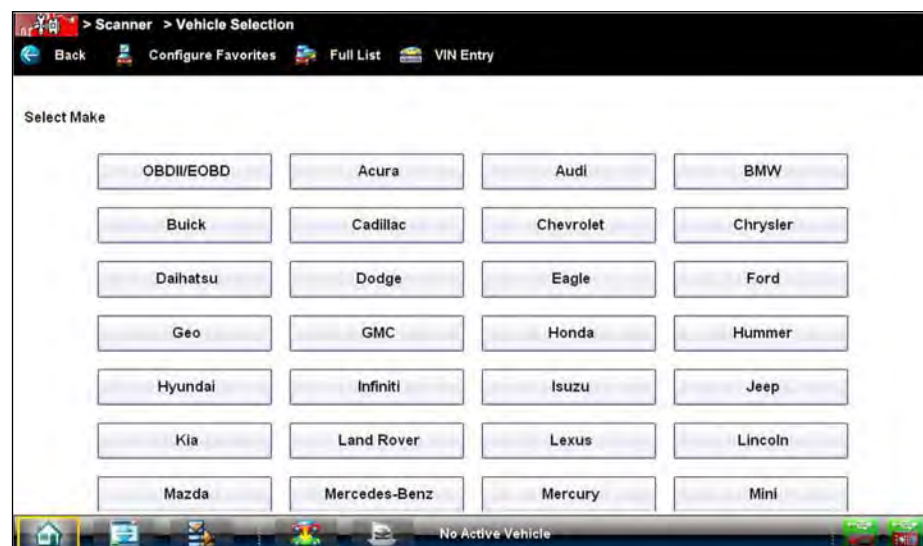 > Scanner > Vehicle Selection
Back Configure Favorites Full List VIN Entry
Select Make
OBDII/EOBD Acura Audi BMW
Buick Cadillac Chevrolet Chrysler
Daihatsu Dodge Eagle Ford
Geo GMC Honda Hummer
Hyundai Infiniti Isuzu Jeep
Kia Land Rover Lexus Lincoln
Mazda Mercedes-Benz Mercury Mini
No Active Vehicle